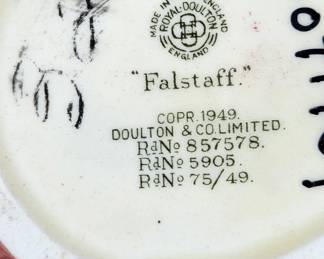 MADE IN ENGLAND
ROYAL·DOULTON
ENGLAND
"Falstaff."
COPR.1949.
DOULTON & CO.LIMITED.
RdNº 857578.
RdNº 5905.
RdNº 75/49.